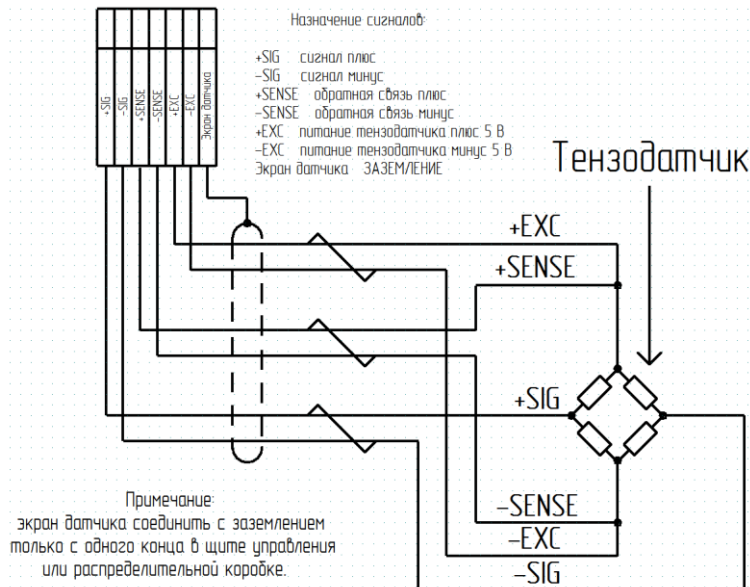 Назначение сигналов:
+SIG сигнал плюс
-SIG сигнал минус
+SENSE обратная связь плюс
-SENSE обратная связь минус
+EXC питание тензодатчика плюс 5 В
-EXC питание тензодатчика минус 5 В
Экран датчика ЗАЗЕМЛЕНИЕ
+SIG
-SIG
+SENSE
-SENSE
+EXC
-EXC
Экран датчика
Тензодатчик
+EXC
+SENSE
+SIG
-SENSE
-EXC
-SIG
Примечание:
экран датчика соединить с заземлением
только с одного конца в щите управления
или распределительной коробке.